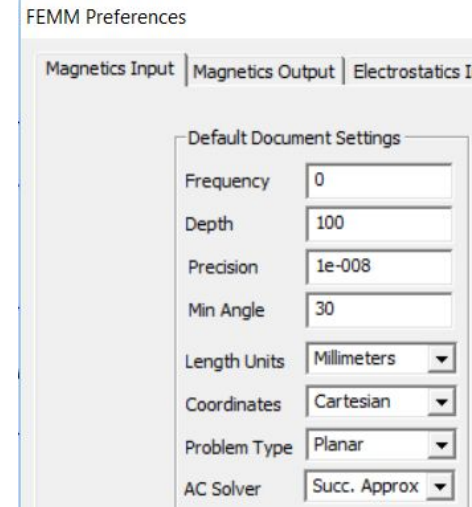 FEMM Preferences
Magnetics Input Magnetics Output Electrostatics I
Default Document Settings
Frequency 0
Depth 100
Precision 1e-008
Min Angle 30
Length Units Millimeters
Coordinates Cartesian
Problem Type Planar
AC Solver Succ. Approx